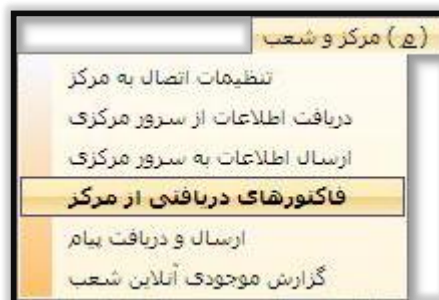 (م) مرکز و شعب
تنظیمات اتصال به مرکز
دریافت اطلاعات از سرور مرکزی
ارسال اطلاعات به سرور مرکزی
فاکتورهای دریافتی از مرکز
ارسال و دریافت پیام
گزارش موجودی آنلاین شعب